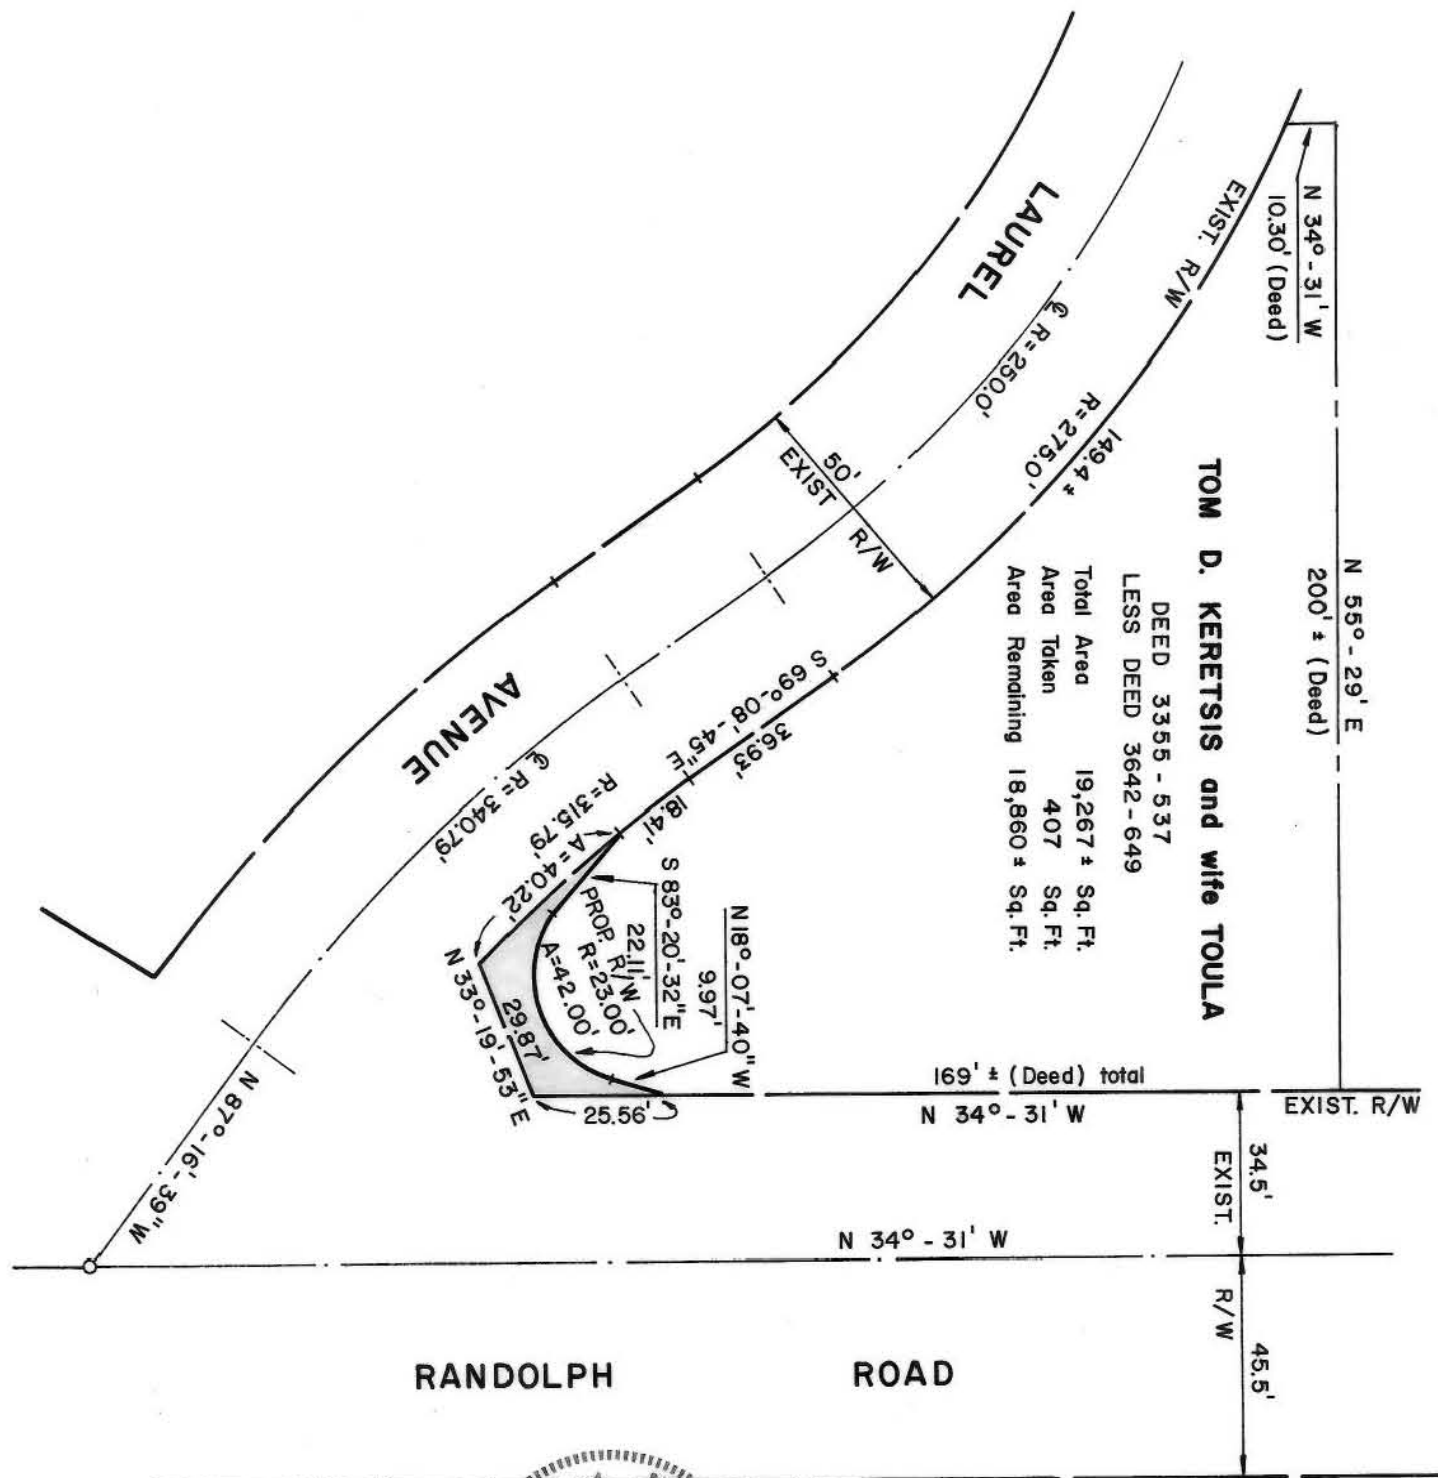 N 34° - 31' W
10.30' (Deed)
N 55° - 29' E
200' ± (Deed)
TOM D. KERETSIS and wife TOULA
DEED 3355 - 537
LESS DEED 3642 - 649
Total Area 19,267 ± Sq. Ft.
Area Taken 407 Sq. Ft.
Area Remaining 18,860 ± Sq. Ft.
EXIST. R/W
149.4 ±
R = 275.0'
LAUREL
℄ R = 250.0'
50'
EXIST R/W
S 69° - 08' - 45" E
36.93'
18.41'
AVENUE
℄ R = 340.79'
R = 315.79'
A = 40.22'
S 83° - 20' - 32" E
22.11'
PROP. R/W
R = 23.00'
A = 42.00'
N 18° - 07' - 40" W
9.97'
29.87'
N 33° - 19' - 53" E
25.56'
169' ± (Deed) total
N 34° - 31' W
EXIST. R/W
34.5'
EXIST.
N 87° - 16' - 39" W
N 34° - 31' W
R/W
45.5'
RANDOLPH ROAD